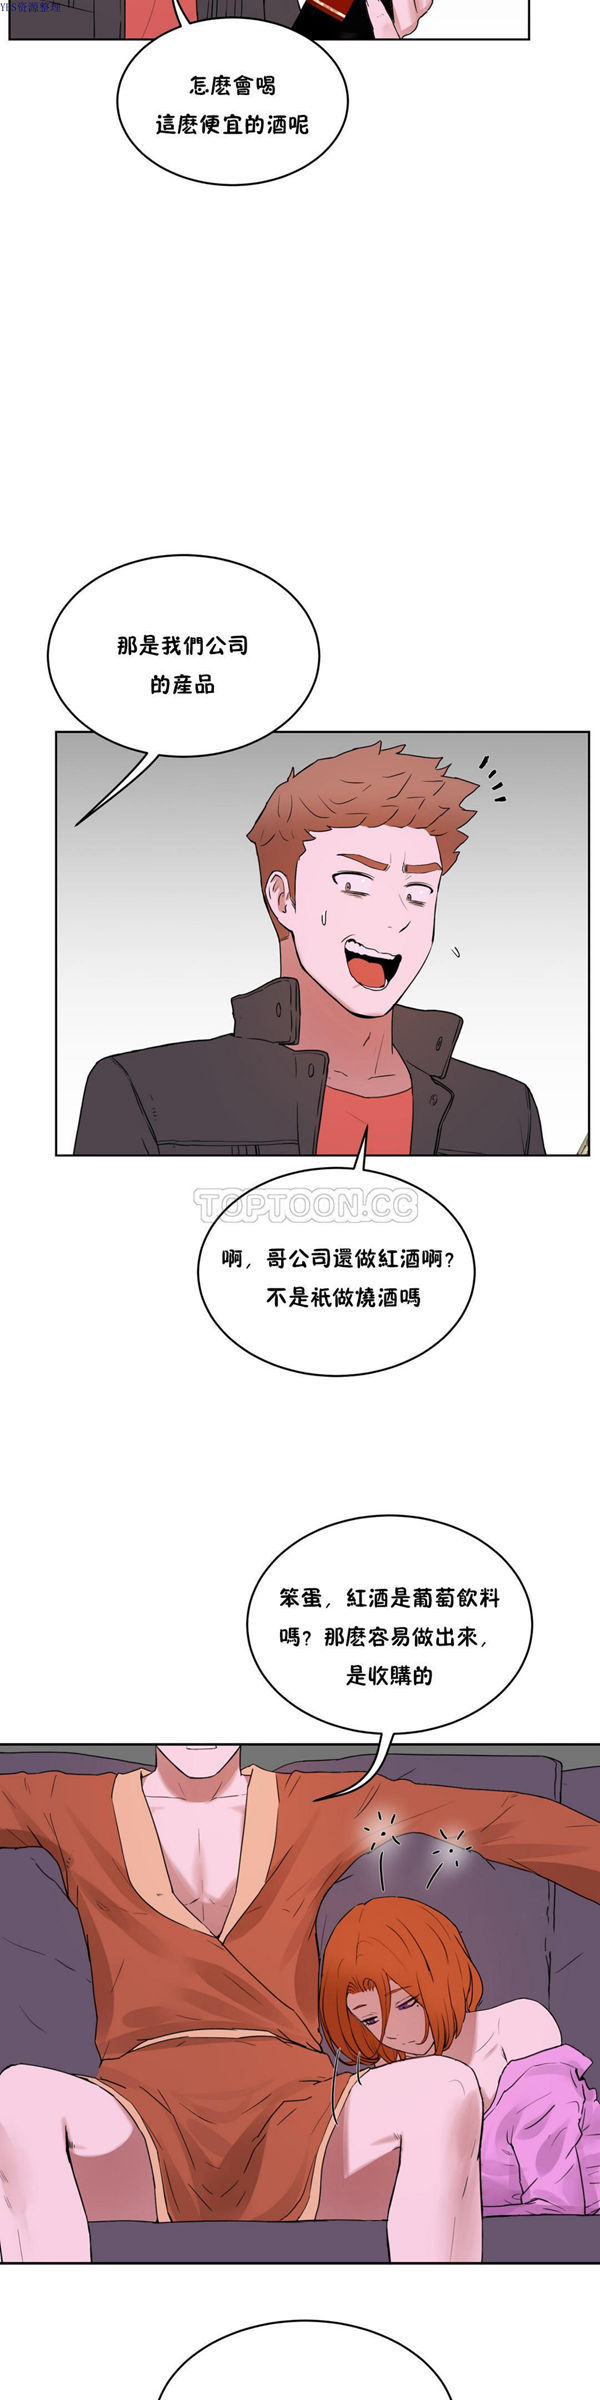 YES资源整理
怎麽會喝
這麽便宜的酒呢
那是我們公司
的産品
TOPTOON.CC
啊，哥公司還做紅酒啊？
不是衹做燒酒嗎
笨蛋，紅酒是葡萄飲料
嗎？那麽容易做出來，
是收購的